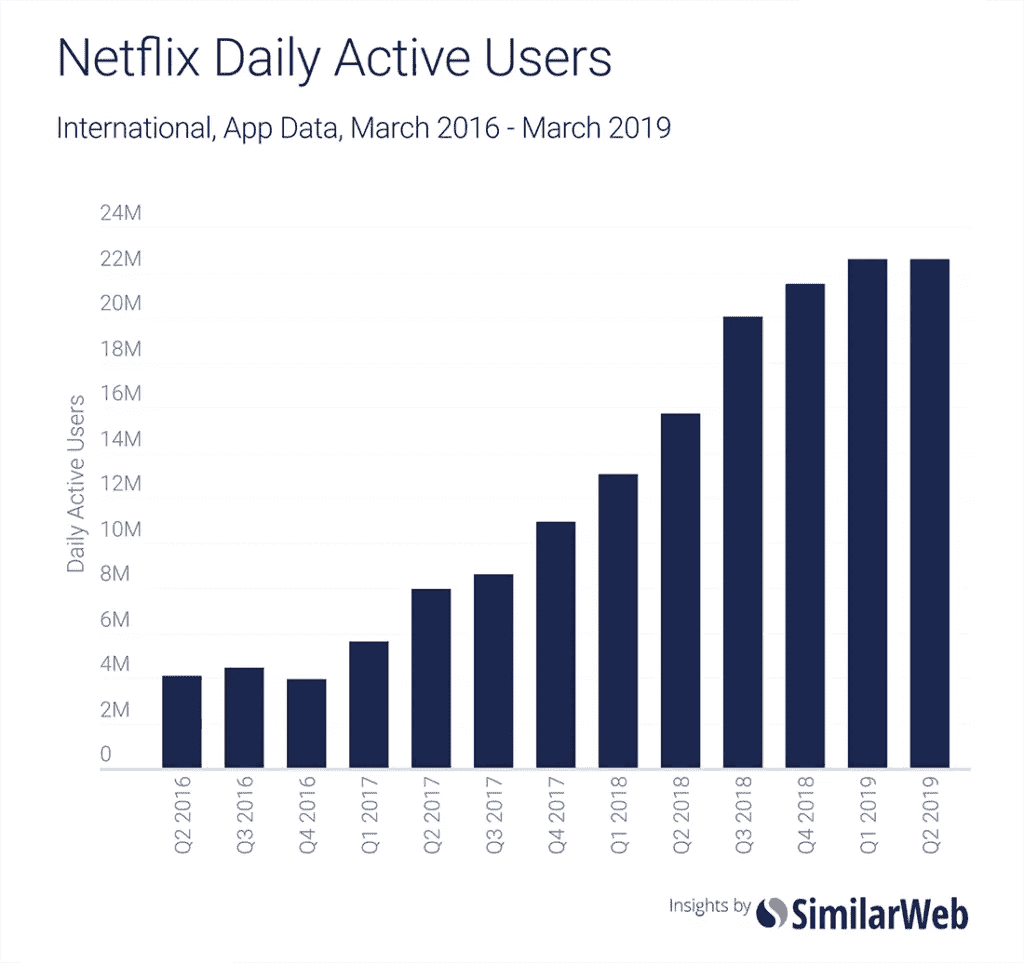 Netflix Daily Active Users
International, App Data, March 2016 - March 2019
24M
22M
20M
18M
16M
14M
12M
10M
8M
6M
4M
2M
0
Daily Active Users
Q2 2016
Q3 2016
Q4 2016
Q1 2017
Q2 2017
Q3 2017
Q4 2017
Q1 2018
Q2 2018
Q3 2018
Q4 2018
Q1 2019
Q2 2019
Insights by SimilarWeb